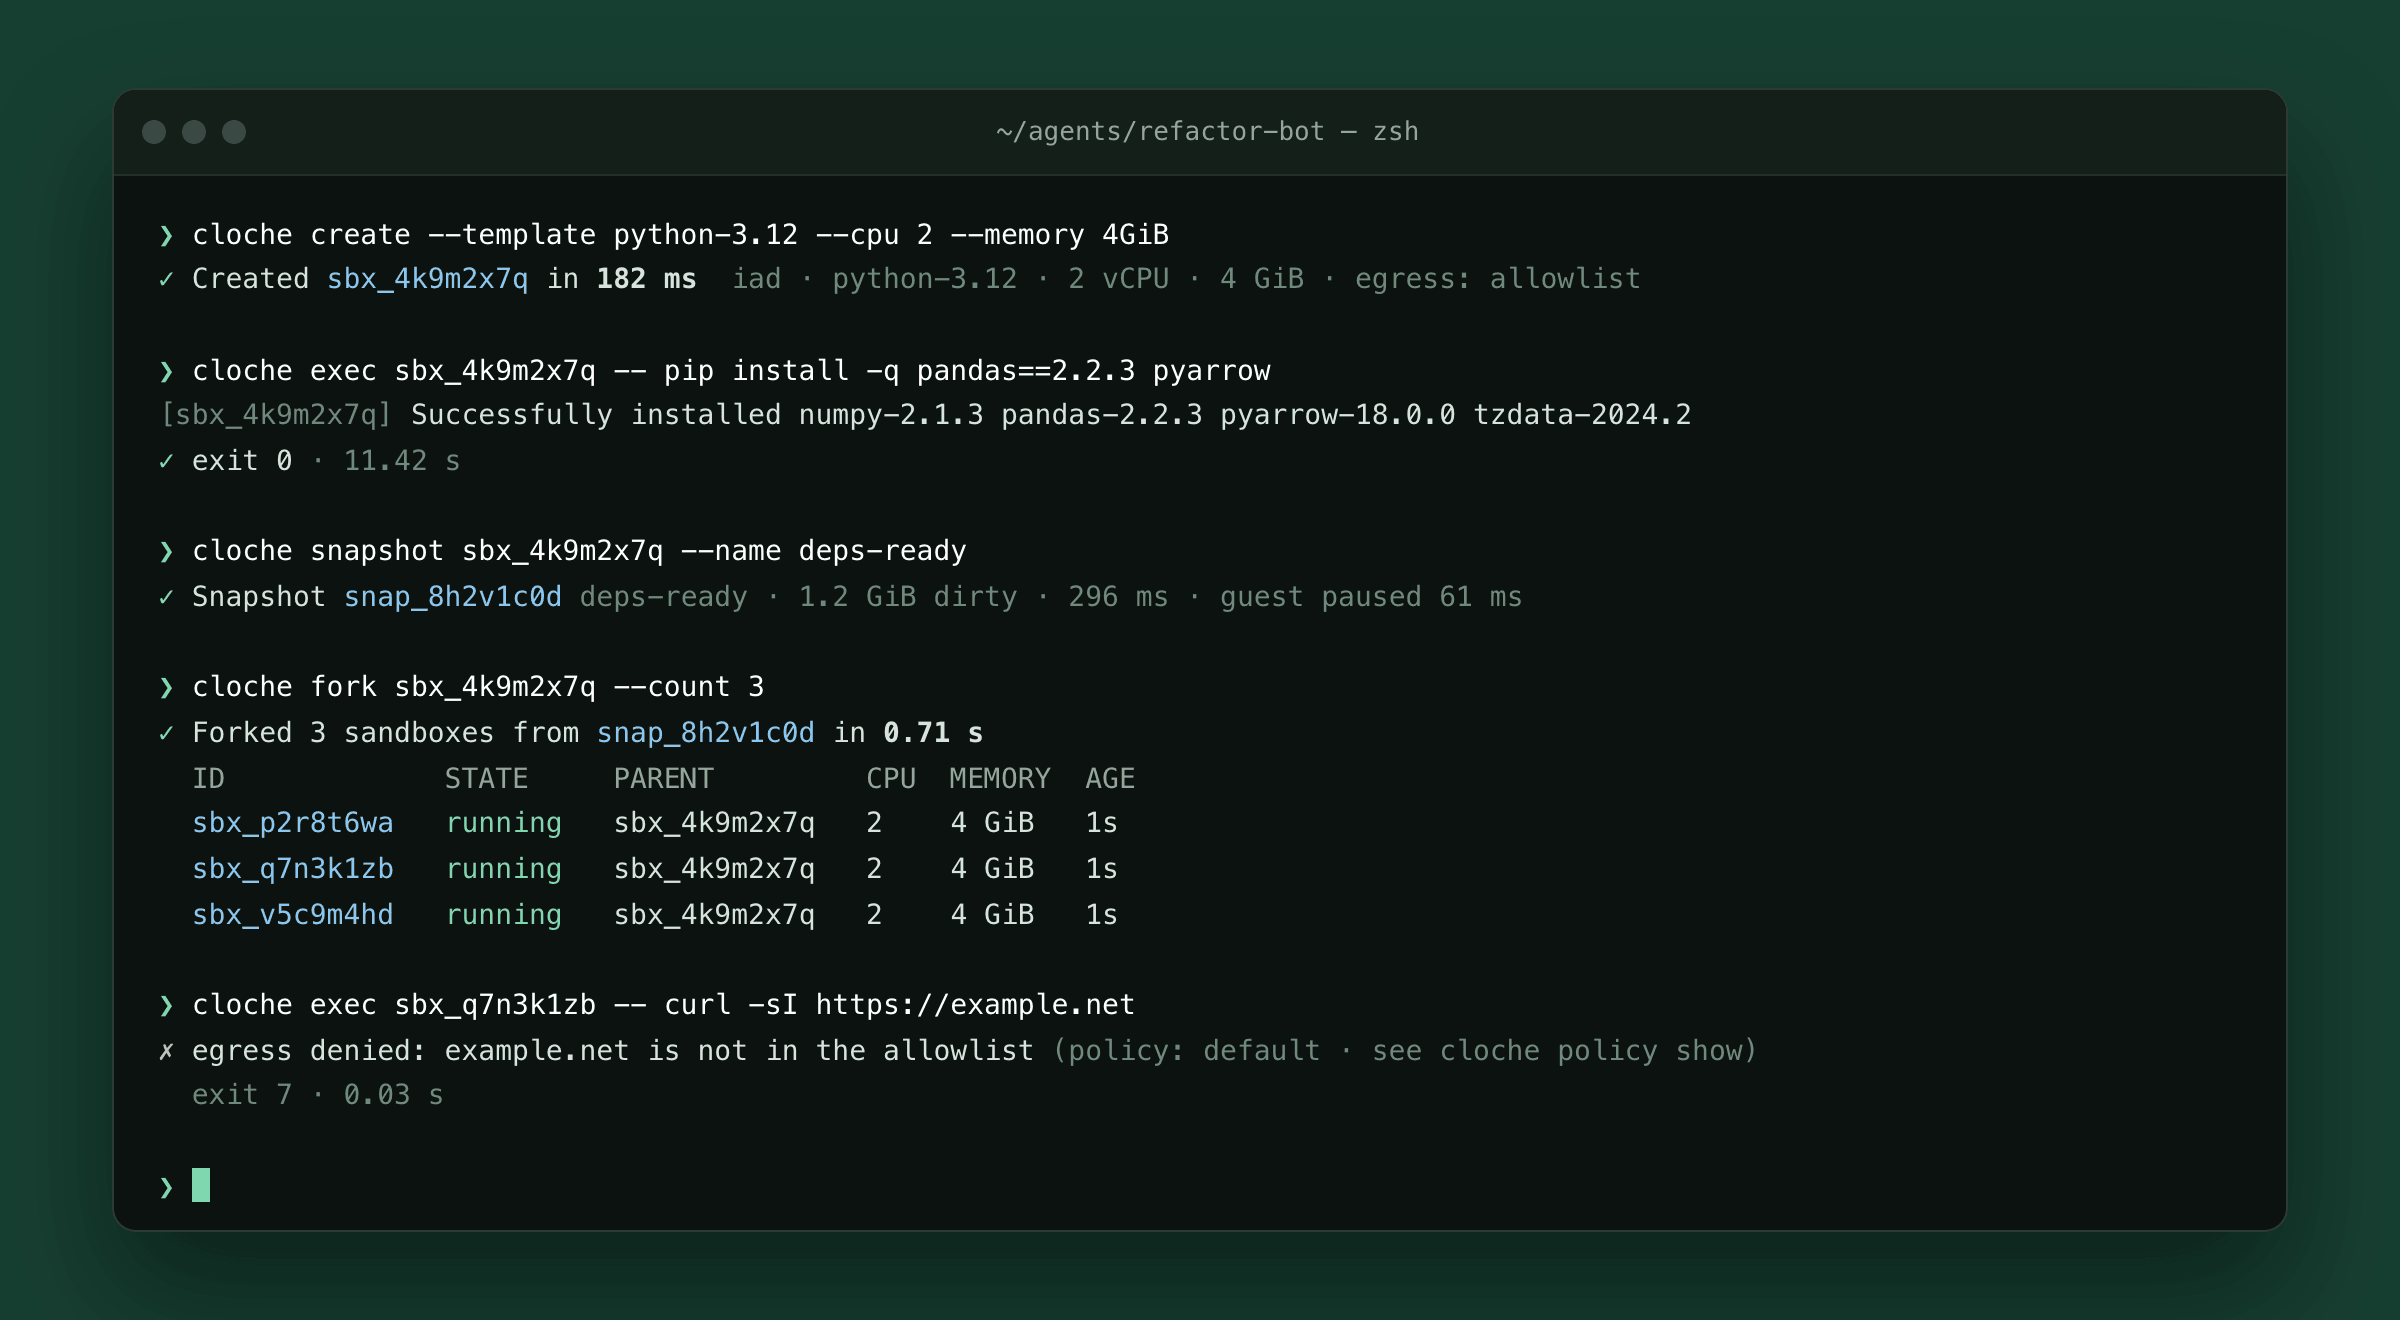 ~/agents/refactor-bot — zsh
❯ cloche create --template python-3.12 --cpu 2 --memory 4GiB
✓ Created sbx_4k9m2x7q in 182 ms  iad · python-3.12 · 2 vCPU · 4 GiB · egress: allowlist
❯ cloche exec sbx_4k9m2x7q -- pip install -q pandas==2.2.3 pyarrow
[sbx_4k9m2x7q] Successfully installed numpy-2.1.3 pandas-2.2.3 pyarrow-18.0.0 tzdata-2024.2
✓ exit 0 · 11.42 s
❯ cloche snapshot sbx_4k9m2x7q --name deps-ready
✓ Snapshot snap_8h2v1c0d deps-ready · 1.2 GiB dirty · 296 ms · guest paused 61 ms
❯ cloche fork sbx_4k9m2x7q --count 3
✓ Forked 3 sandboxes from snap_8h2v1c0d in 0.71 s
ID STATE PARENT CPU MEMORY AGE
sbx_p2r8t6wa running sbx_4k9m2x7q 2 4 GiB 1s
sbx_q7n3k1zb running sbx_4k9m2x7q 2 4 GiB 1s
sbx_v5c9m4hd running sbx_4k9m2x7q 2 4 GiB 1s
❯ cloche exec sbx_q7n3k1zb -- curl -sI https://example.net
✗ egress denied: example.net is not in the allowlist (policy: default · see cloche policy show)
exit 7 · 0.03 s
❯